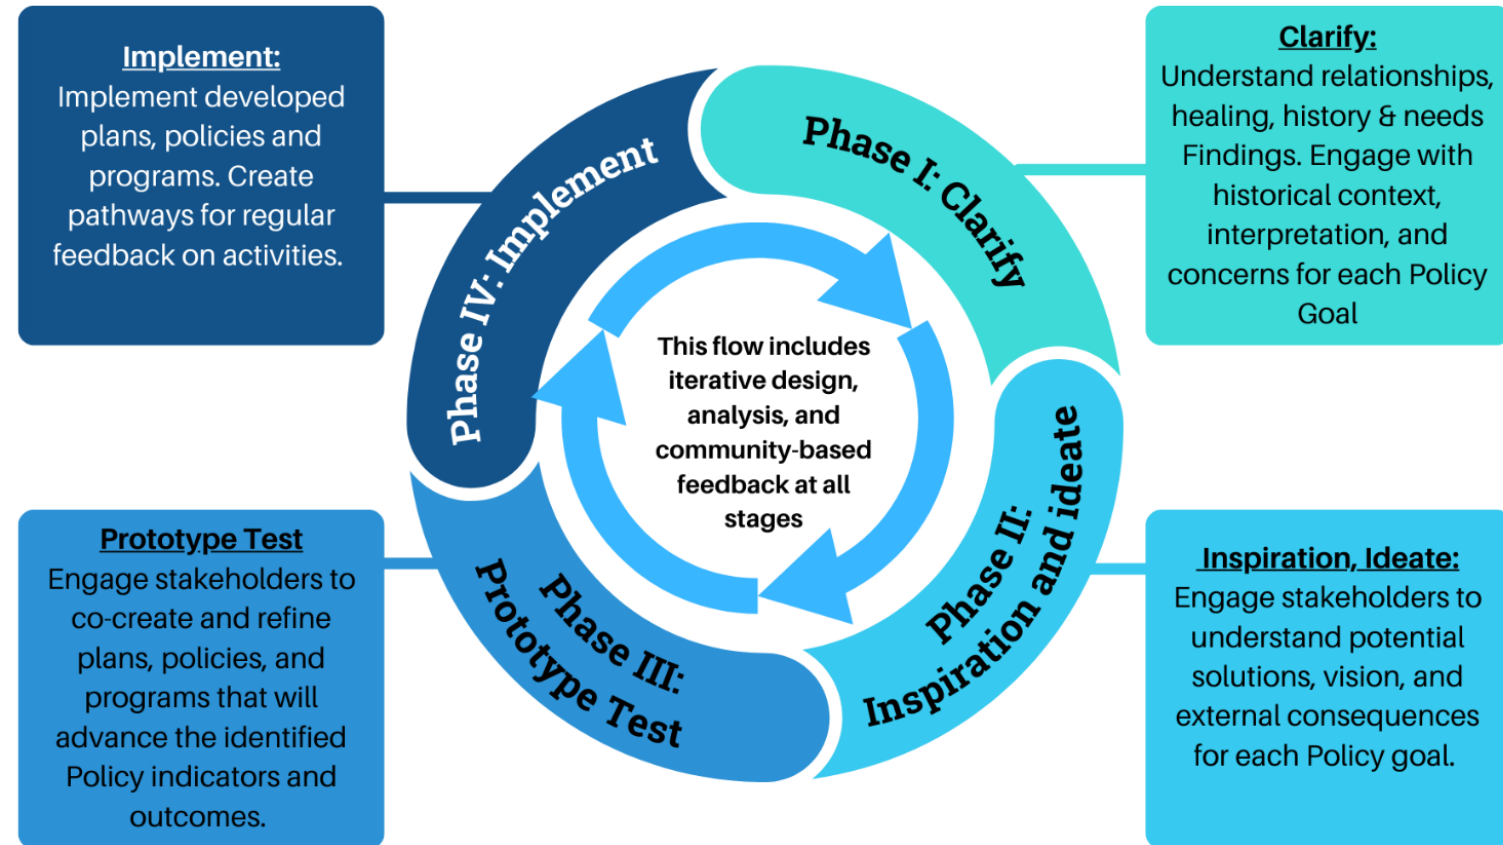 Implement:
Implement developed
plans, policies and
programs. Create
pathways for regular
feedback on activities.
Clarify:
Understand relationships,
healing, history & needs
Findings. Engage with
historical context,
interpretation, and
concerns for each Policy
Goal
Phase IV: Implement
Phase I: Clarify
This flow includes
iterative design,
analysis, and
community-based
feedback at all
stages
Phase II:
Inspiration and ideate
Phase III:
Prototype Test
Prototype Test
Engage stakeholders to
co-create and refine
plans, policies, and
programs that will
advance the identified
Policy indicators and
outcomes.
Inspiration, Ideate:
Engage stakeholders to
understand potential
solutions, vision, and
external consequences
for each Policy goal.